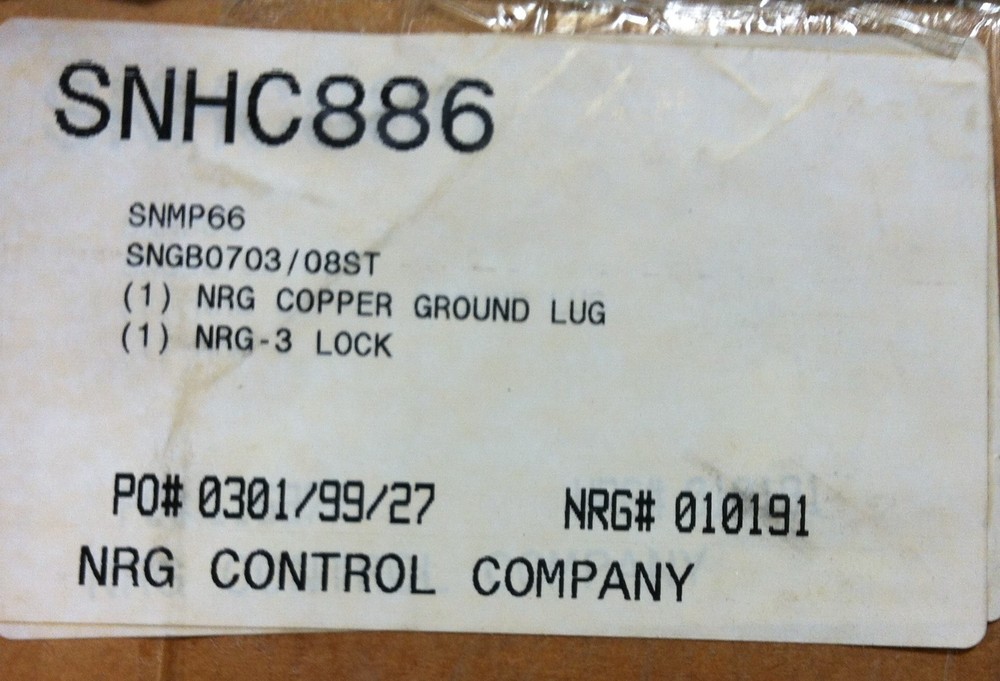 SNHC886
SNMP66
SNGB0703/08ST
(1) NRG COPPER GROUND LUG
(1) NRG-3 LOCK
PO# 0301/99/27 NRG# 010191
NRG CONTROL COMPANY